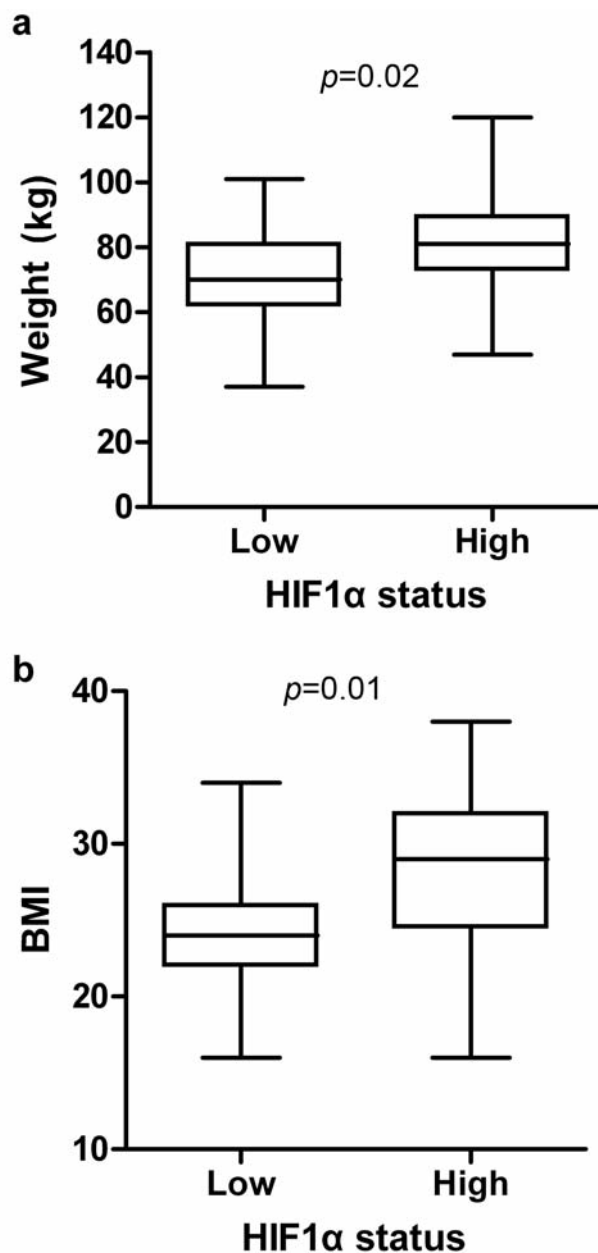 a
p=0.02
Weight (kg)
140
120
100
80
60
40
20
0
Low High
HIF1α status
b
p=0.01
BMI
40
30
20
10
Low High
HIF1α status